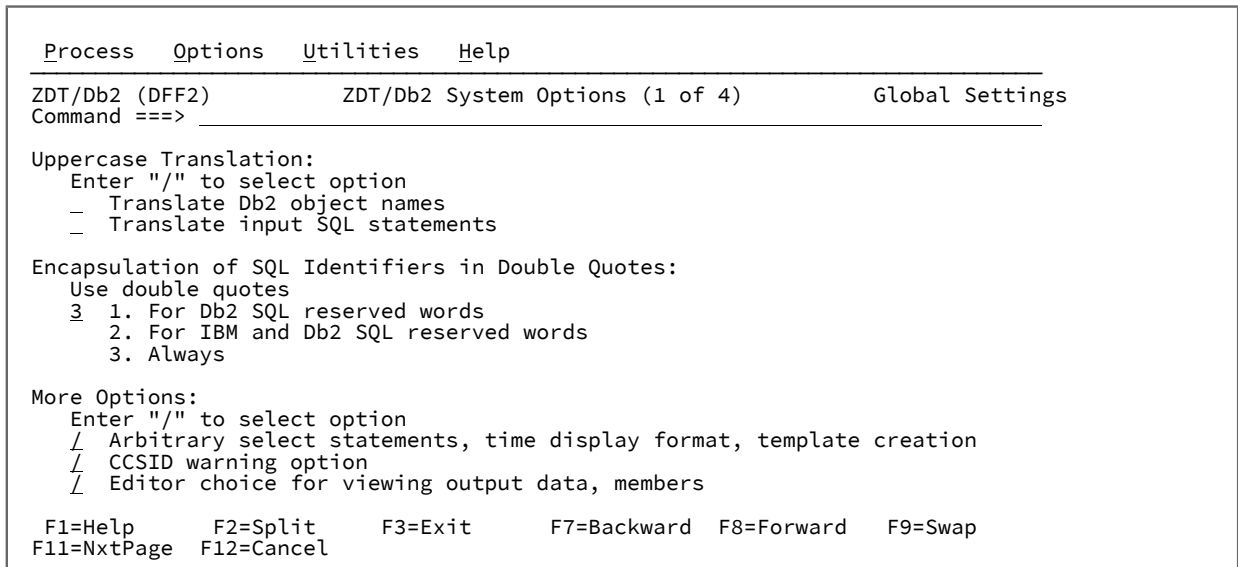 Process   Options   Utilities   Help
ZDT/Db2 (DFF2)          ZDT/Db2 System Options (1 of 4)          Global Settings
Command ===>
Uppercase Translation:
   Enter "/" to select option
   _  Translate Db2 object names
   _  Translate input SQL statements
Encapsulation of SQL Identifiers in Double Quotes:
   Use double quotes
   3  1. For Db2 SQL reserved words
      2. For IBM and Db2 SQL reserved words
      3. Always
More Options:
   Enter "/" to select option
   /  Arbitrary select statements, time display format, template creation
   /  CCSID warning option
   /  Editor choice for viewing output data, members
 F1=Help      F2=Split     F3=Exit      F7=Backward  F8=Forward   F9=Swap
F11=NxtPage  F12=Cancel